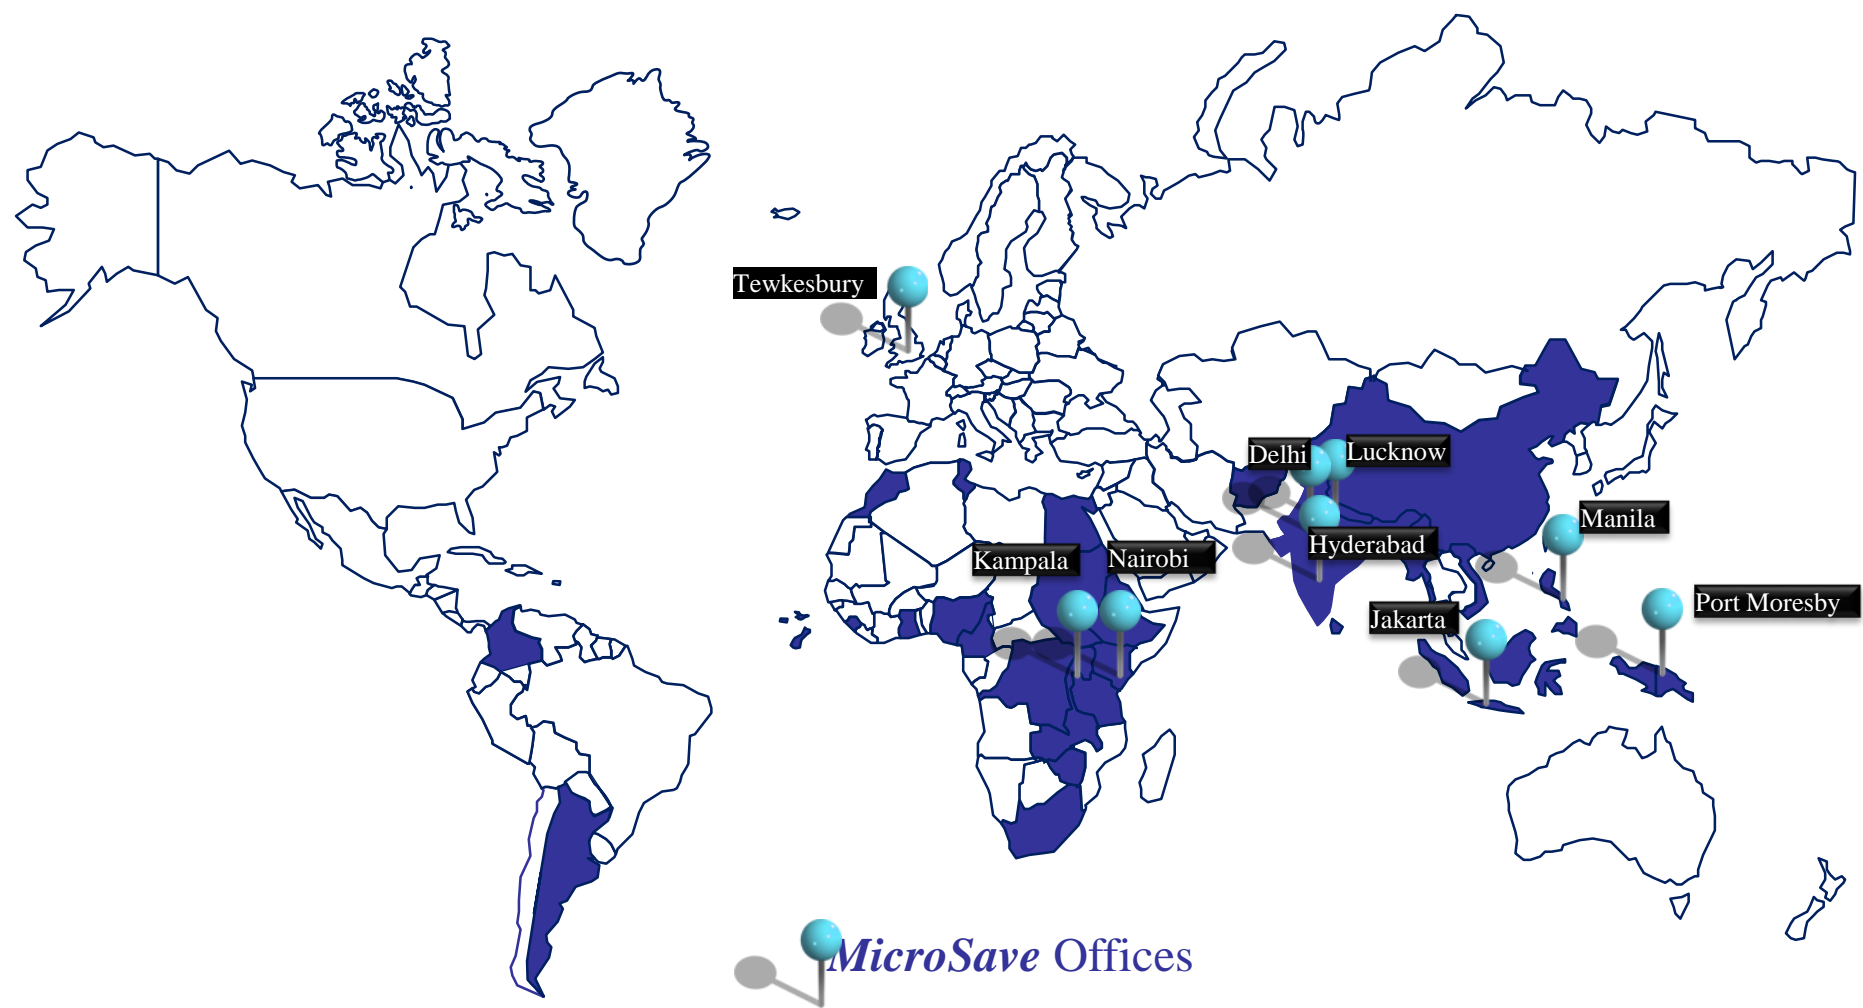 Tewkesbury
Delhi
Lucknow
Manila
Hyderabad
Kampala
Nairobi
Port Moresby
Jakarta
MicroSave Offices